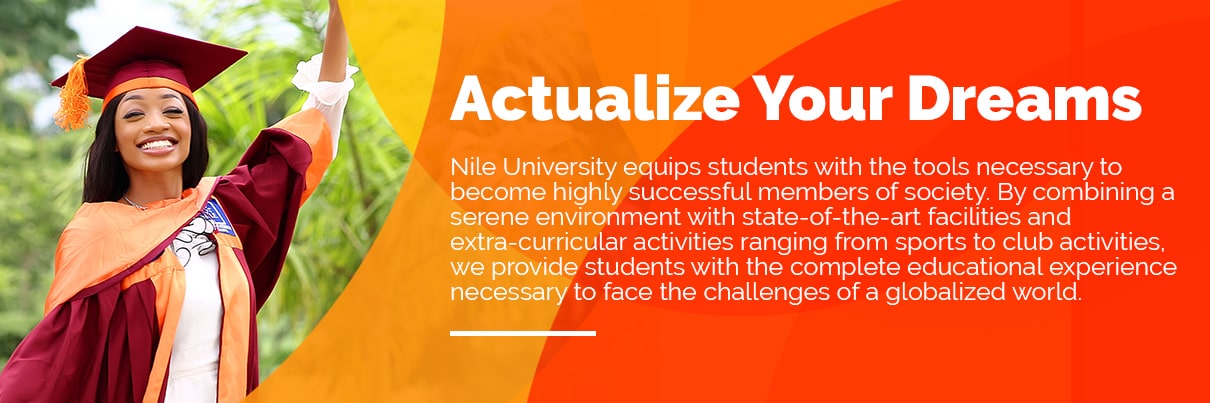 Actualize Your Dreams
Nile University equips students with the tools necessary to
become highly successful members of society. By combining a
serene environment with state-of-the-art facilities and
extra-curricular activities ranging from sports to club activities,
we provide students with the complete educational experience
necessary to face the challenges of a globalized world.